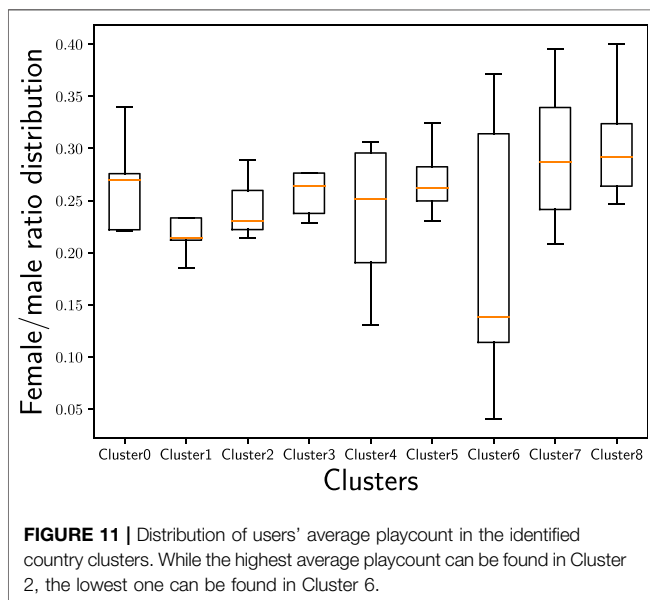 Female/male ratio distribution
0.40
0.35
0.30
0.25
0.20
0.15
0.10
0.05
Cluster0 Cluster1 Cluster2 Cluster3 Cluster4 Cluster5 Cluster6 Cluster7 Cluster8
Clusters
FIGURE 11 | Distribution of users' average playcount in the identified
country clusters. While the highest average playcount can be found in Cluster
2, the lowest one can be found in Cluster 6.